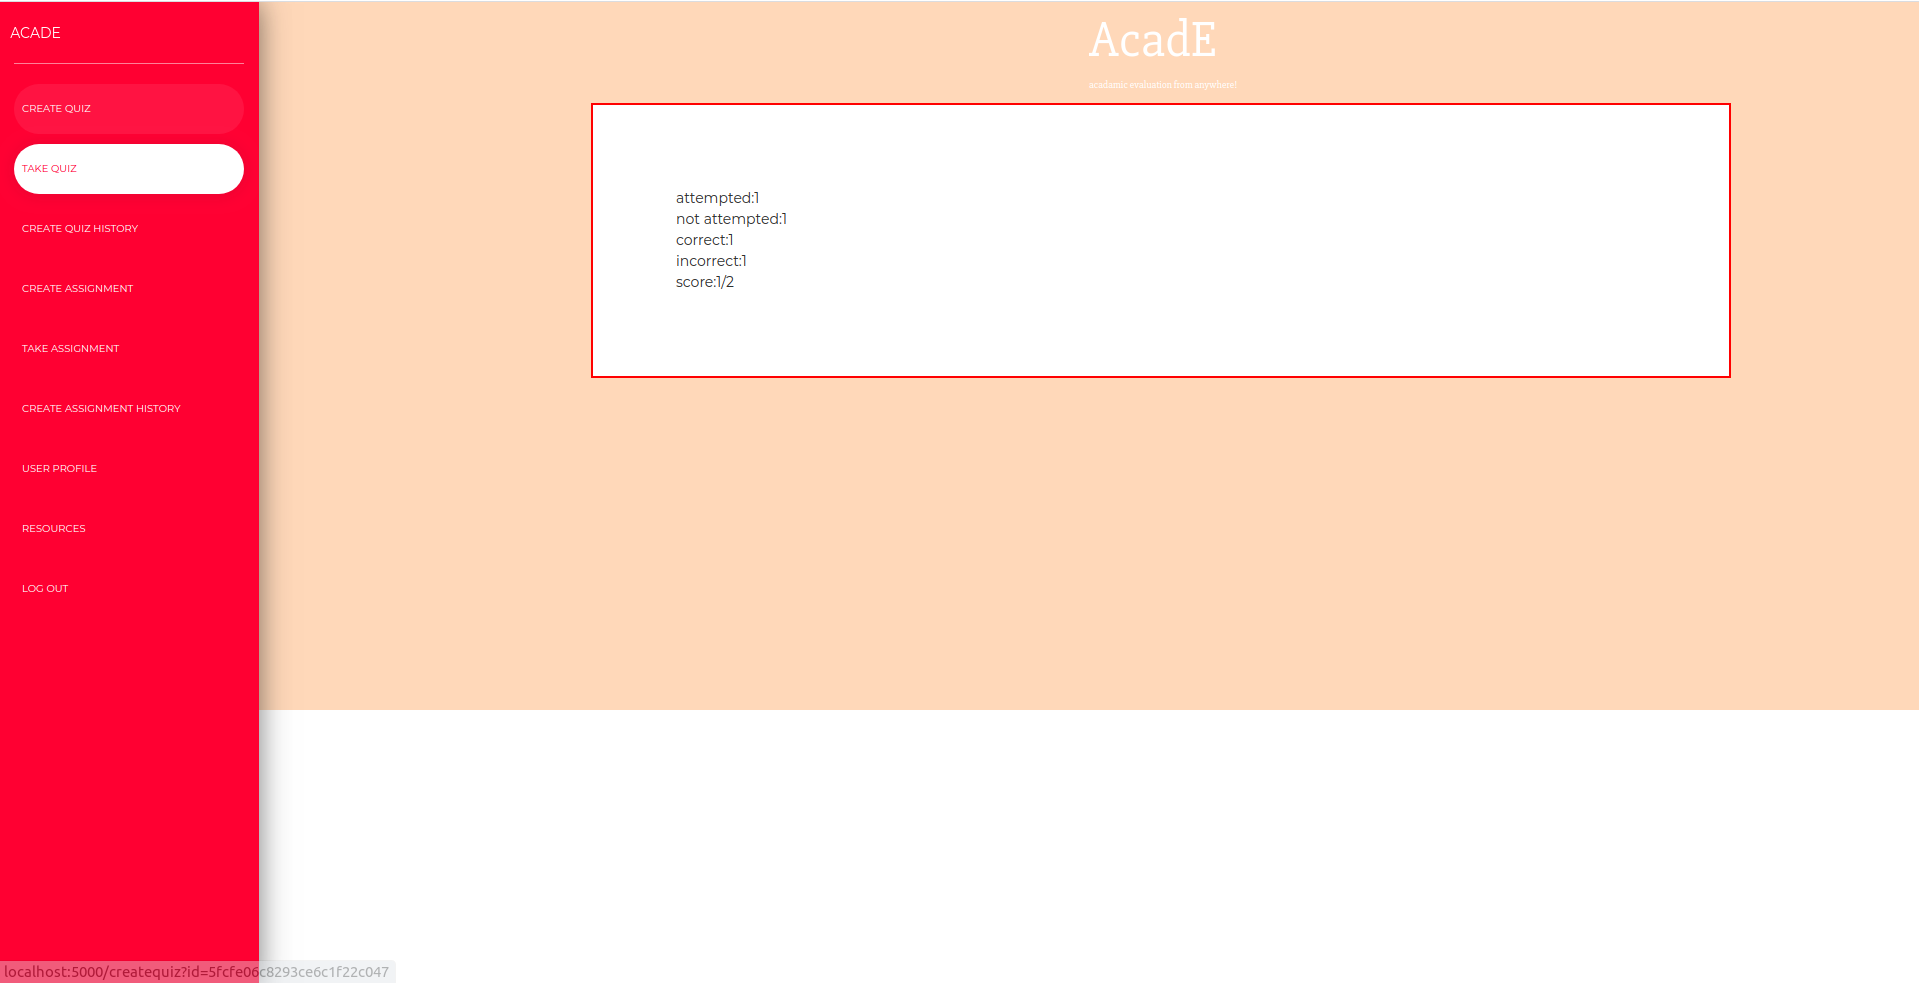 ACADE
CREATE QUIZ
TAKE QUIZ
CREATE QUIZ HISTORY
CREATE ASSIGNMENT
TAKE ASSIGNMENT
CREATE ASSIGNMENT HISTORY
USER PROFILE
RESOURCES
LOG OUT
AcadE
acadamic evaluation from anywhere!
attempted:1
not attempted:1
correct:1
incorrect:1
score:1/2
localhost:5000/createquiz?id=5fcfe06c8293ce6c1f22c047